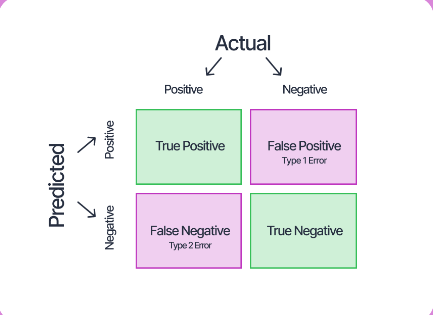 Actual
Positive
Negative
Predicted
Positive
True Positive
False Positive
Type 1 Error
Negative
False Negative
Type 2 Error
True Negative